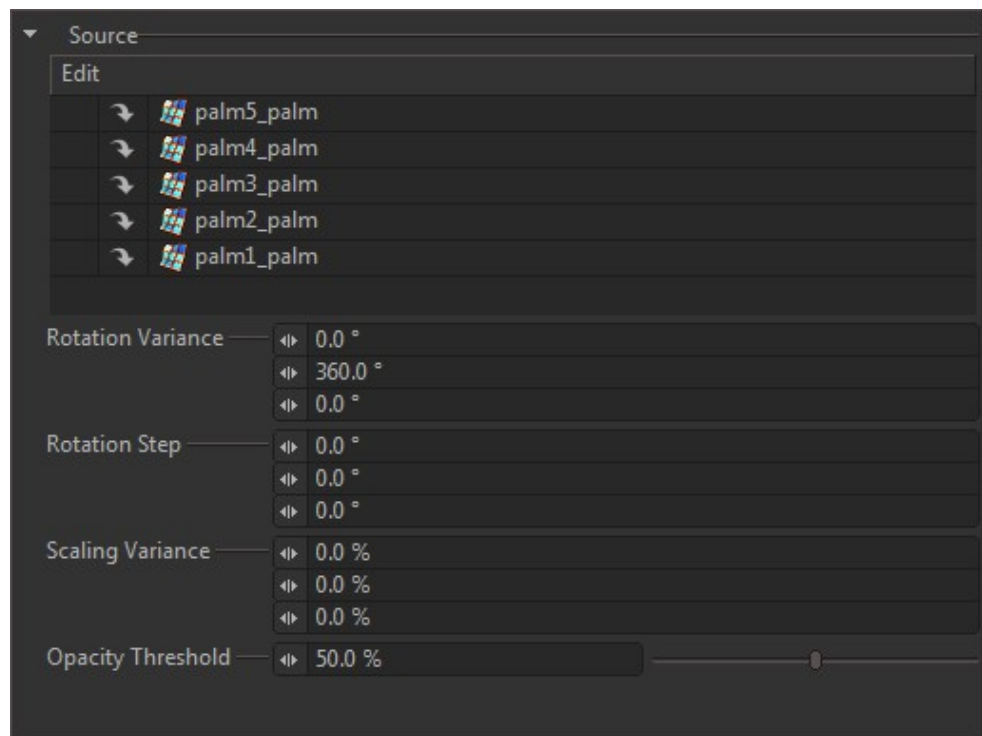 Source
Edit
palm5_palm
palm4_palm
palm3_palm
palm2_palm
palm1_palm
Rotation Variance 0.0 °
360.0 °
0.0 °
Rotation Step 0.0 °
0.0 °
0.0 °
Scaling Variance 0.0 %
0.0 %
0.0 %
Opacity Threshold 50.0 %